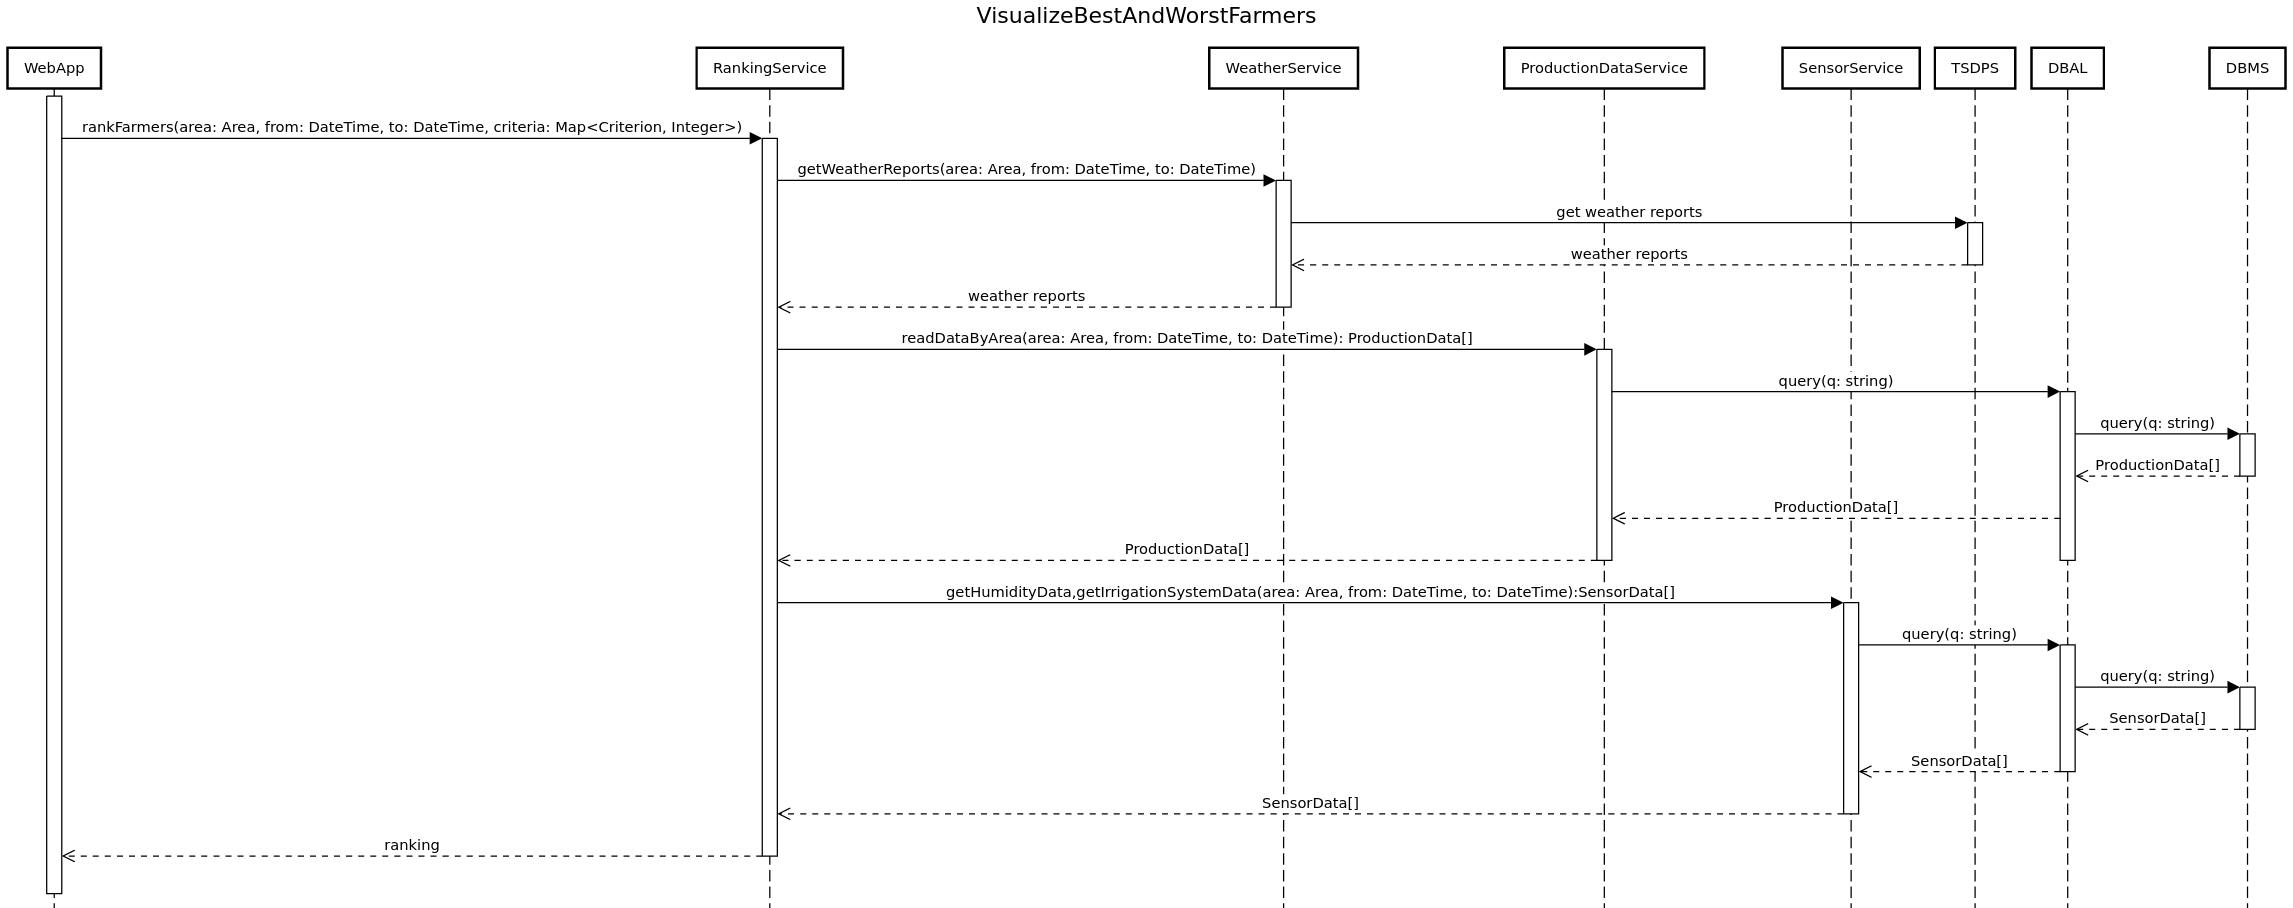 VisualizeBestAndWorstFarmers
WebApp
RankingService
WeatherService
ProductionDataService
SensorService
TSDPS
DBAL
DBMS
rankFarmers(area: Area, from: DateTime, to: DateTime, criteria: Map<Criterion, Integer>)
getWeatherReports(area: Area, from: DateTime, to: DateTime)
get weather reports
weather reports
weather reports
readDataByArea(area: Area, from: DateTime, to: DateTime): ProductionData[]
query(q: string)
query(q: string)
ProductionData[]
ProductionData[]
ProductionData[]
getHumidityData,getIrrigationSystemData(area: Area, from: DateTime, to: DateTime):SensorData[]
query(q: string)
query(q: string)
SensorData[]
SensorData[]
SensorData[]
ranking